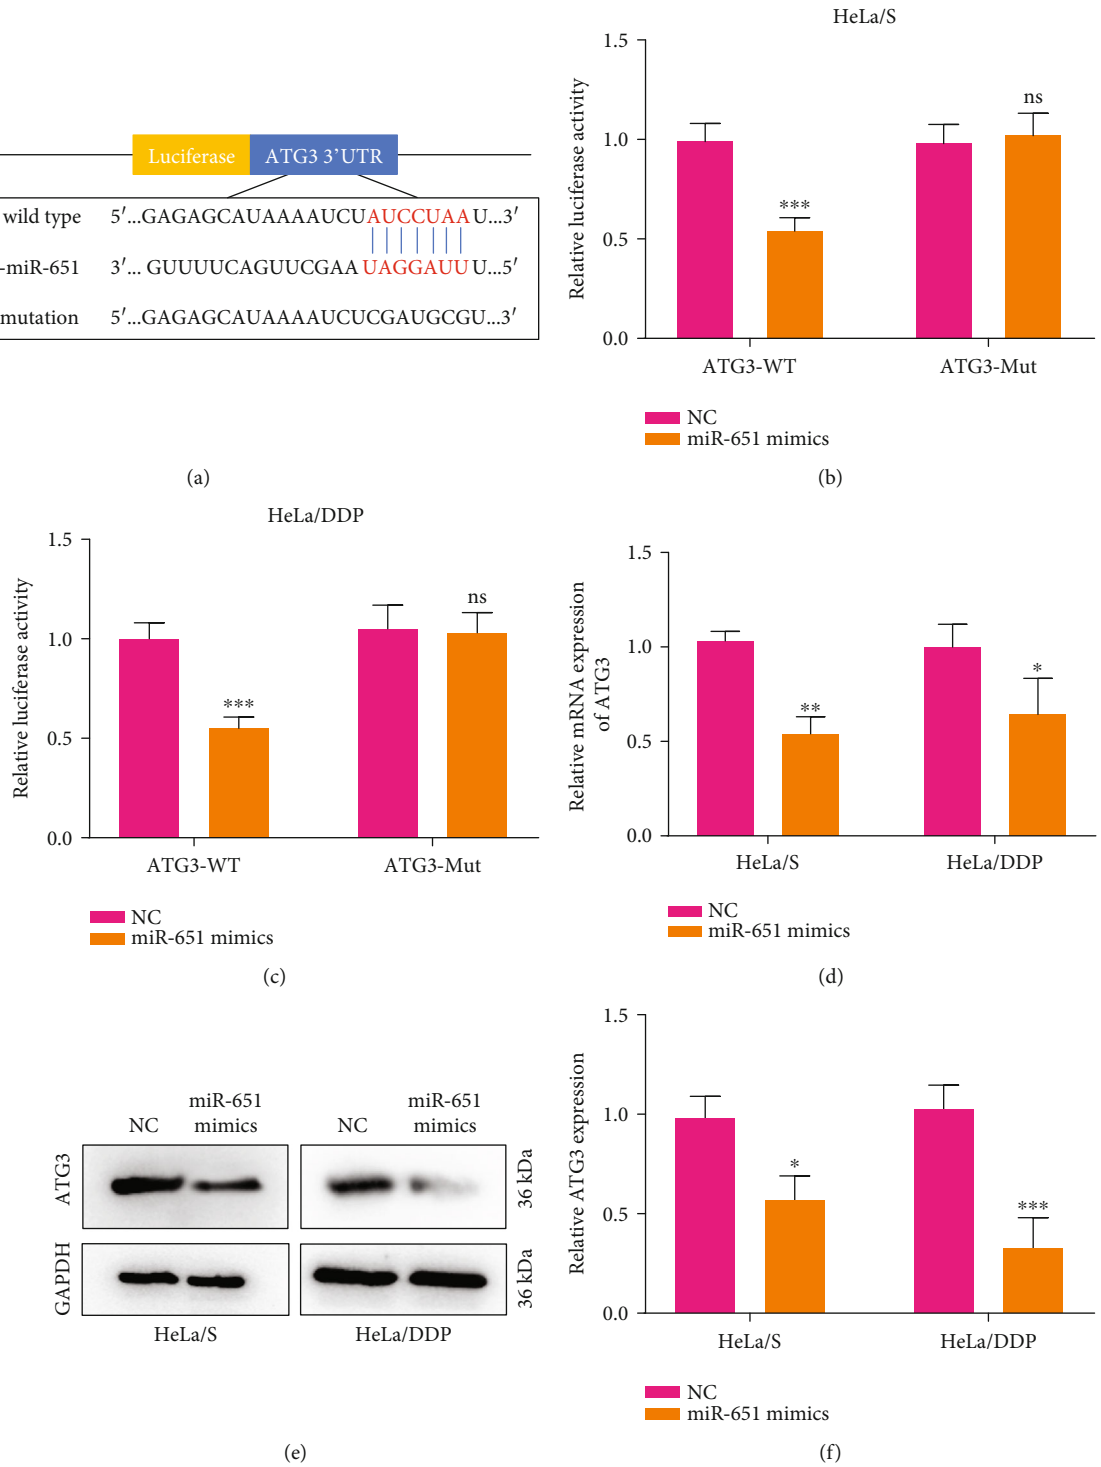 Luciferase ATG3 3'UTR
wild type 5′...GAGAGCAUAAAAUCUAUCCUAAU...3′
-miR-651 3′... GUUUUCAGUUCGAAUAGGAUUU...5′
mutation 5′...GAGAGCAUAAAAUCUCGAUGCGU...3′
(a)
HeLa/S
Relative luciferase activity
1.5
1.0
0.5
0.0
***
ns
ATG3-WT ATG3-Mut
NC
miR-651 mimics
(b)
HeLa/DDP
Relative luciferase activity
1.5
1.0
0.5
0.0
***
ns
ATG3-WT ATG3-Mut
NC
miR-651 mimics
(c)
Relative mRNA expression
of ATG3
1.5
1.0
0.5
0.0
**
*
HeLa/S HeLa/DDP
NC
miR-651 mimics
(d)
NC miR-651 mimics NC miR-651 mimics
ATG3 36 kDa
GAPDH 36 kDa
HeLa/S HeLa/DDP
(e)
Relative ATG3 expression
1.5
1.0
0.5
0.0
*
***
HeLa/S HeLa/DDP
NC
miR-651 mimics
(f)